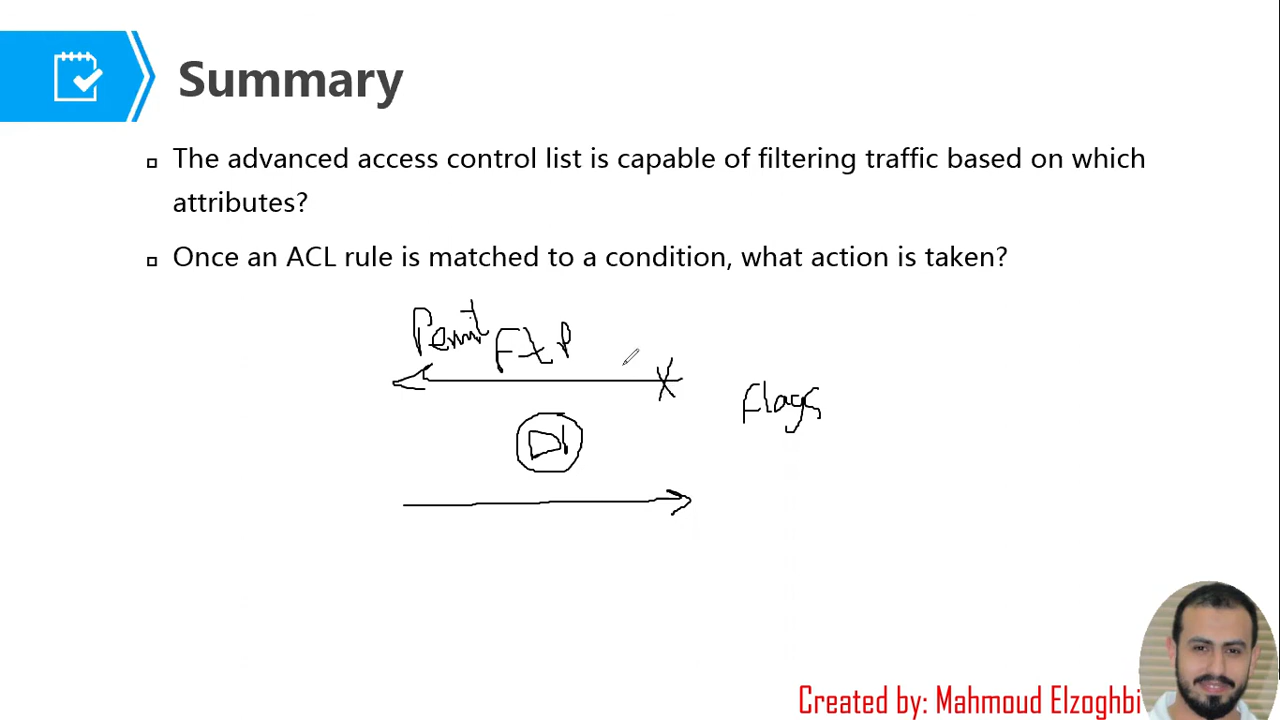 Summary
The advanced access control list is capable of filtering traffic based on which
attributes?
Once an ACL rule is matched to a condition, what action is taken?
Permit
FTP
Flags
Created by: Mahmoud Elzoghbi